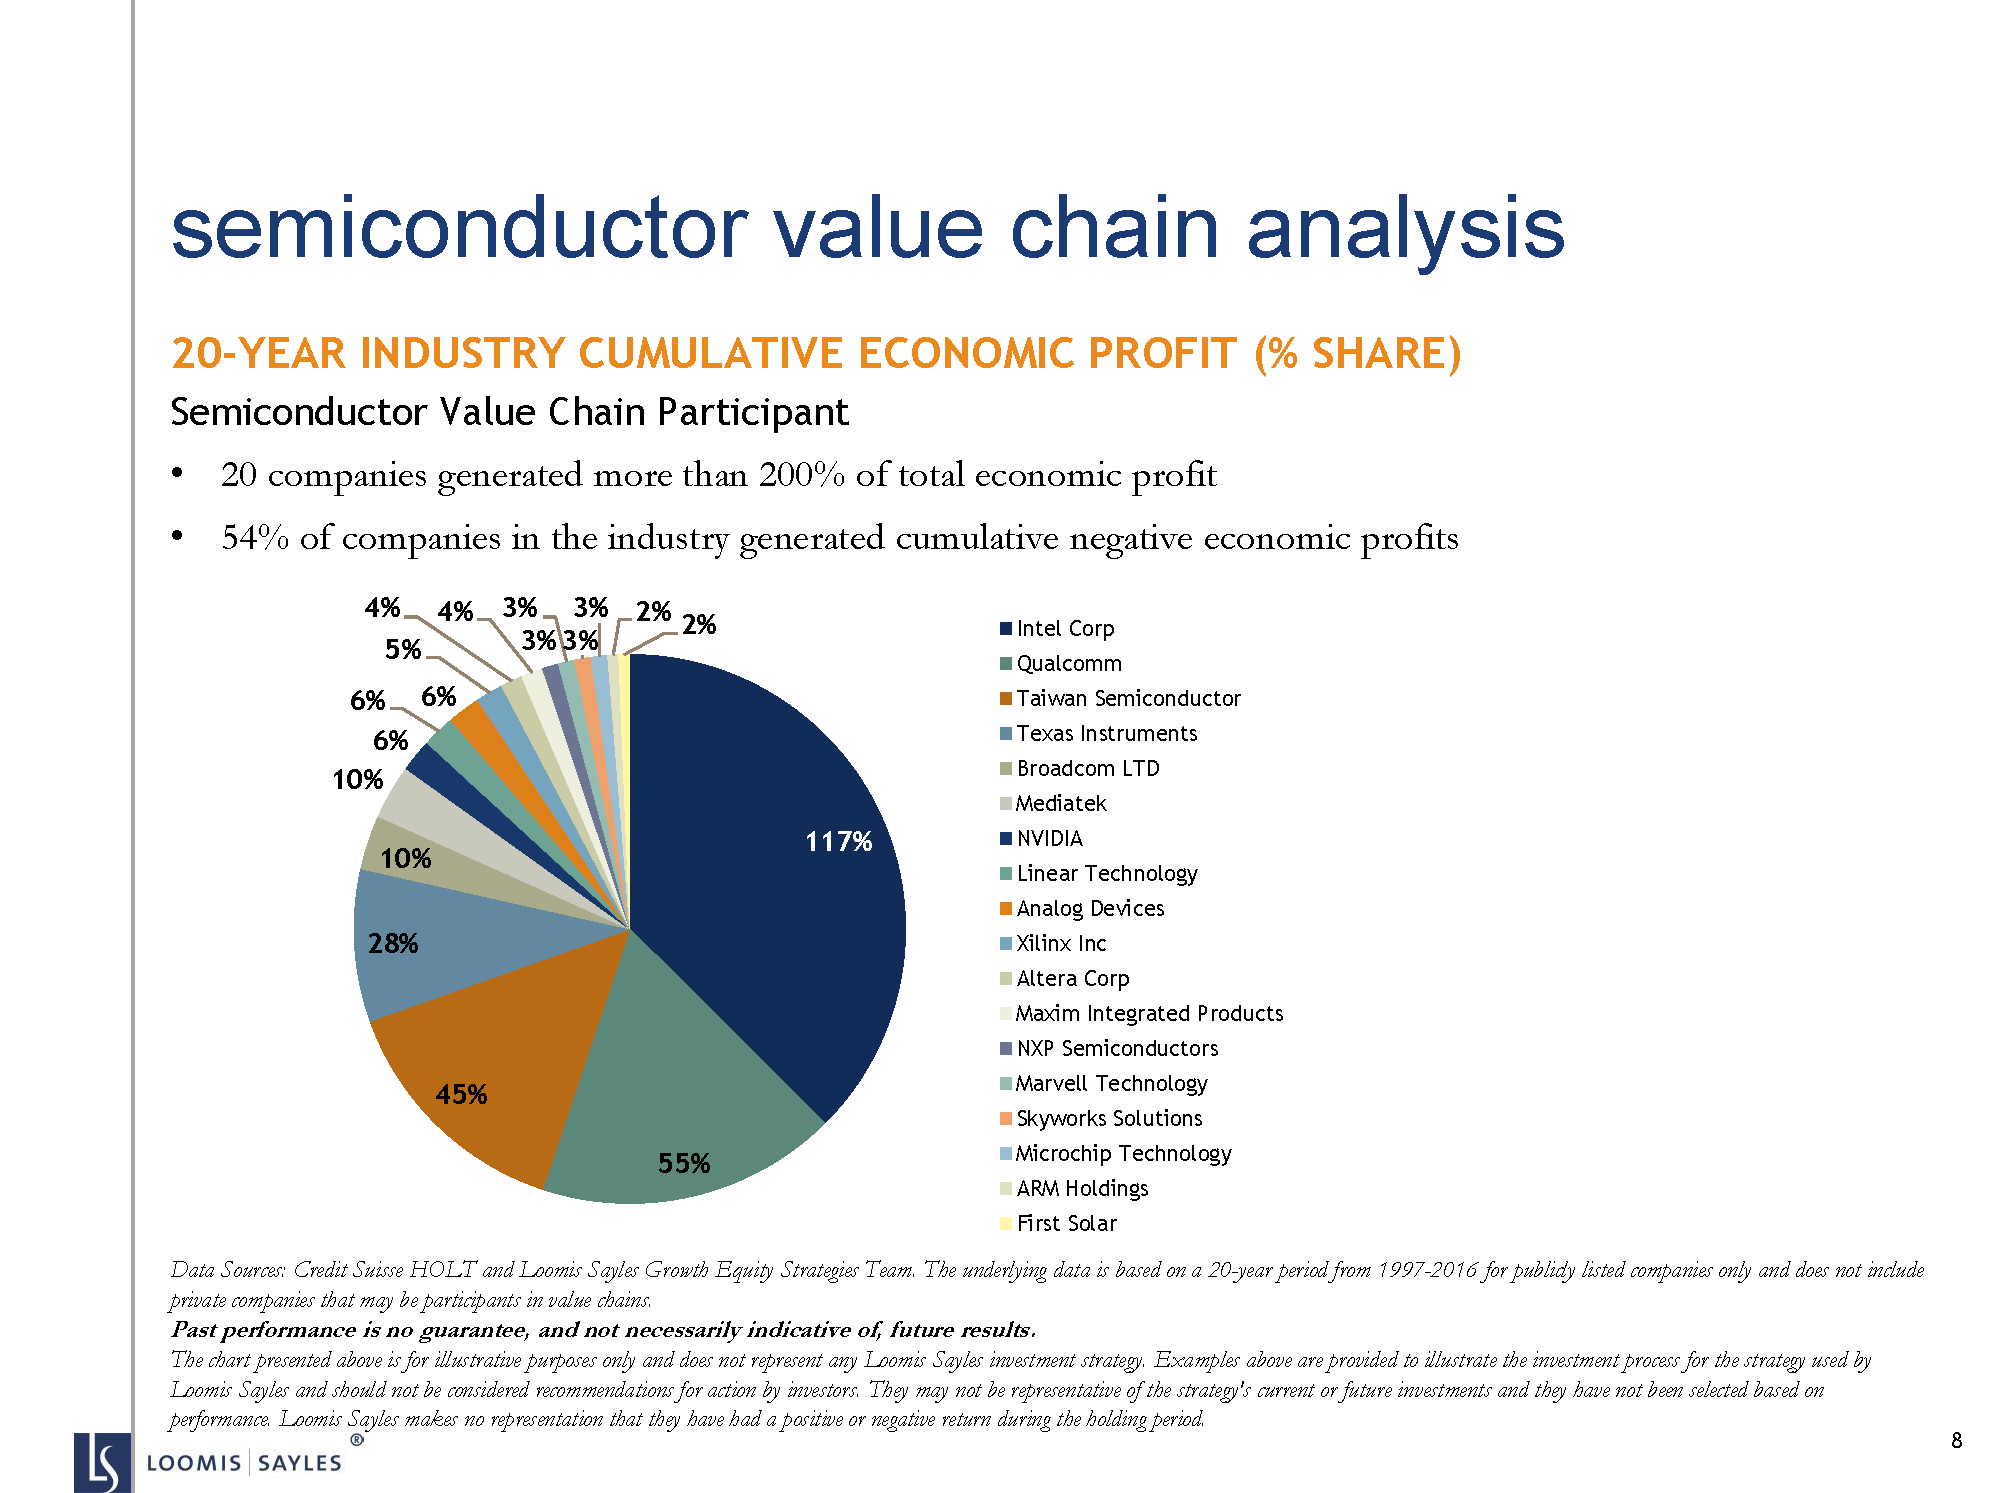 semiconductor value chain analysis
20-YEAR INDUSTRY CUMULATIVE ECONOMIC PROFIT (% SHARE)
Semiconductor Value Chain Participant
• 20 companies generated more than 200% of total economic profit
• 54% of companies in the industry generated cumulative negative economic profits
4% 4% 3% 3% 2% 2%
5% 3% 3%
6% 6%
6%
10%
117%
10%
28%
45%
55%
Intel Corp
Qualcomm
Taiwan Semiconductor
Texas Instruments
Broadcom LTD
Mediatek
NVIDIA
Linear Technology
Analog Devices
Xilinx Inc
Altera Corp
Maxim Integrated Products
NXP Semiconductors
Marvell Technology
Skyworks Solutions
Microchip Technology
ARM Holdings
First Solar
Data Sources: Credit Suisse HOLT and Loomis Sayles Growth Equity Strategies Team. The underlying data is based on a 20-year period from 1997-2016 for publicly listed companies only and does not include
private companies that may be participants in value chains.
Past performance is no guarantee, and not necessarily indicative of, future results.
The chart presented above is for illustrative purposes only and does not represent any Loomis Sayles investment strategy. Examples above are provided to illustrate the investment process for the strategy used by
Loomis Sayles and should not be considered recommendations for action by investors. They may not be representative of the strategy's current or future investments and they have not been selected based on
performance. Loomis Sayles makes no representation that they have had a positive or negative return during the holding period.
LS LOOMIS | SAYLES ®
8